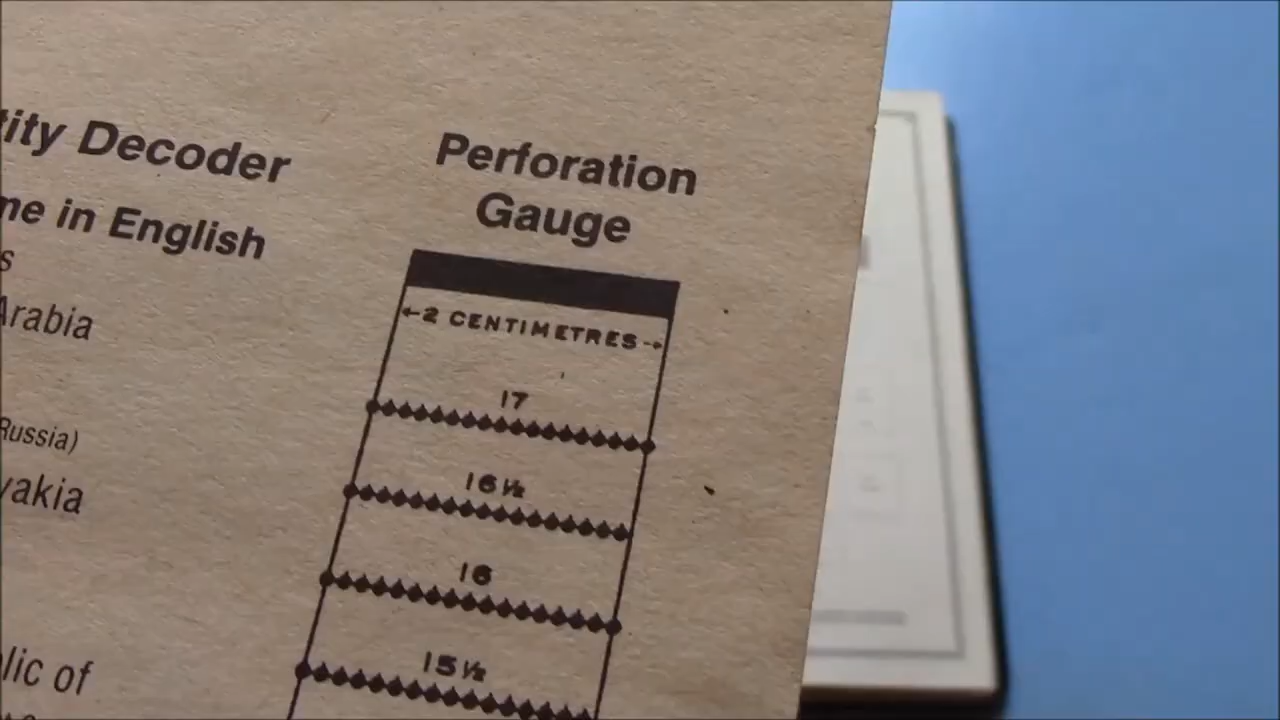 tity Decoder
me in English
s
Arabia
Russia)
vakia
lic of
Perforation
Gauge
←2 CENTIMETRES→
17
16½
16
15½